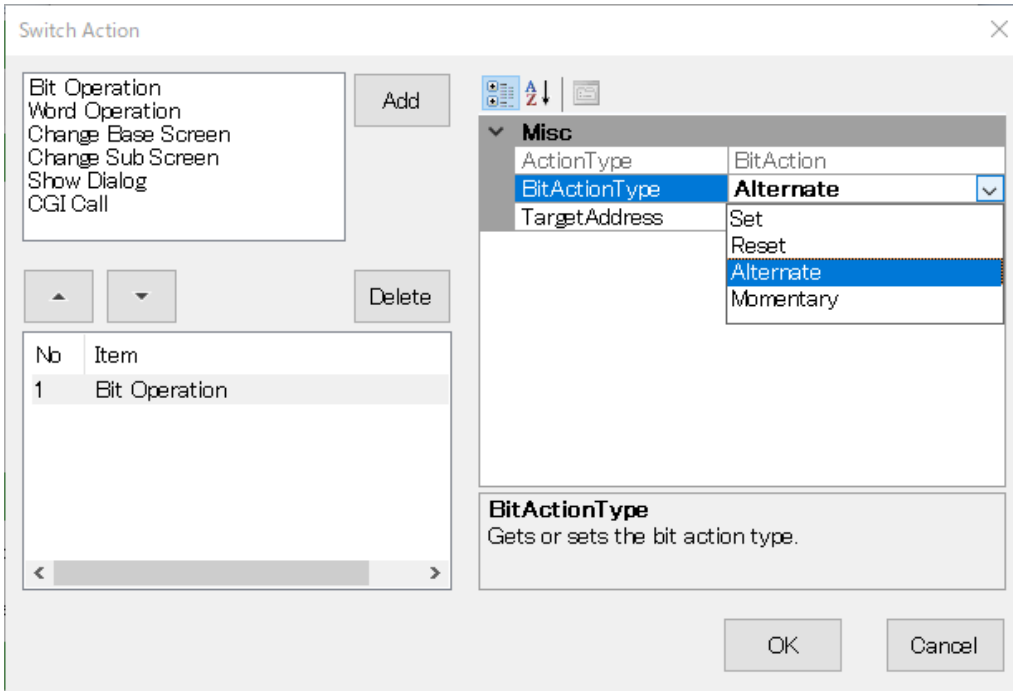 Switch Action
Bit Operation
Word Operation
Change Base Screen
Change Sub Screen
Show Dialog
CGI Call
Add
Delete
No Item
1 Bit Operation
Misc
ActionType BitAction
BitActionType Alternate
TargetAddress
Set
Reset
Alternate
Momentary
BitActionType
Gets or sets the bit action type.
OK Cancel